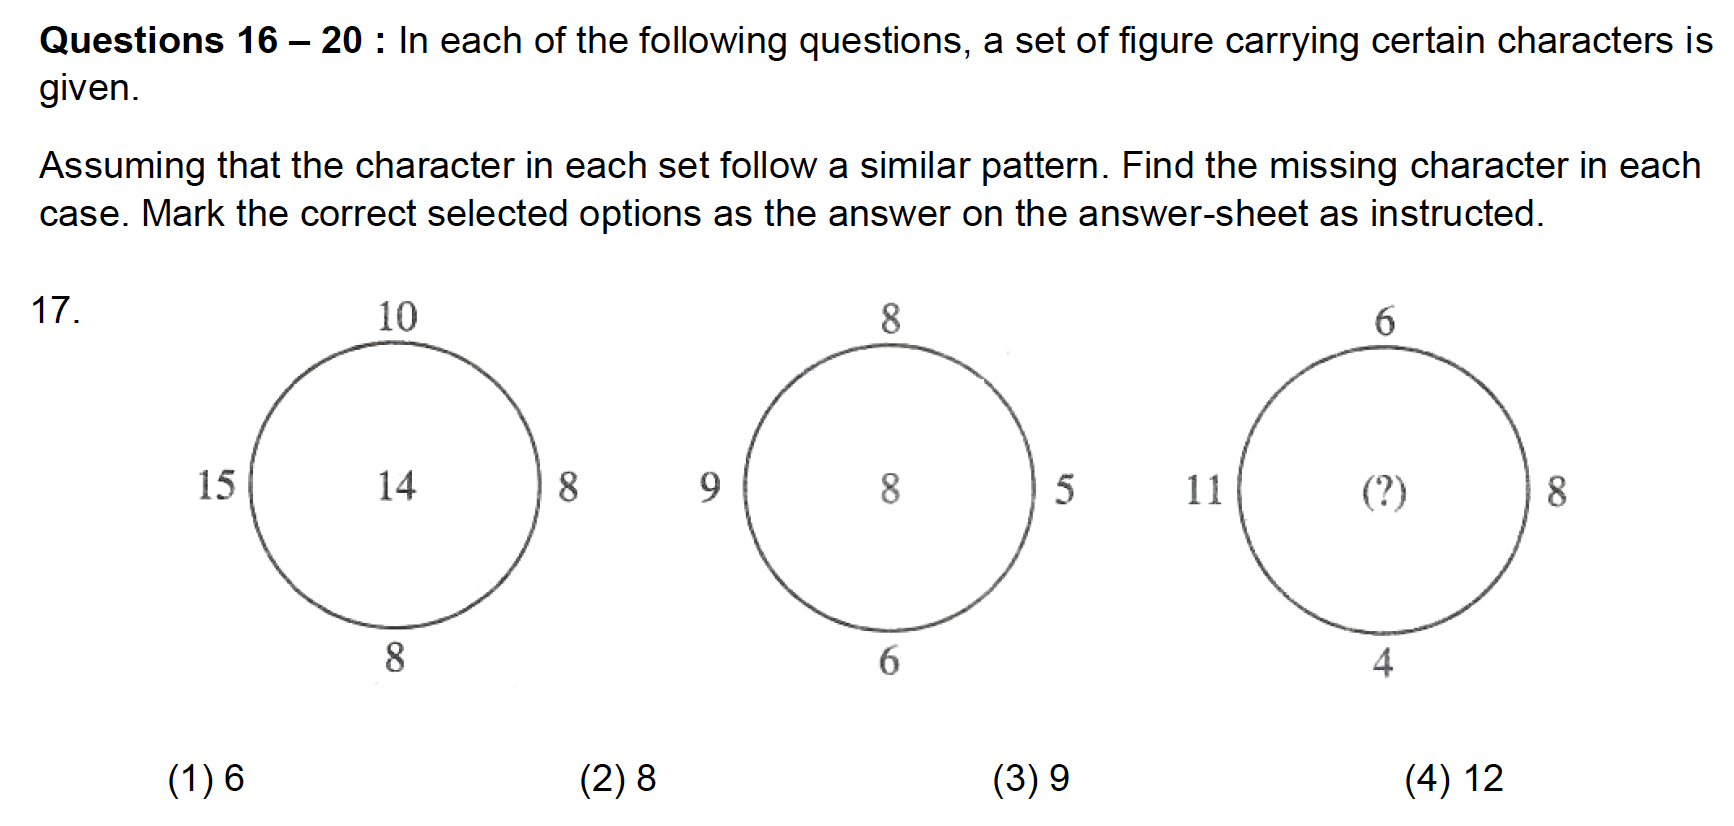 Questions 16 – 20 : In each of the following questions, a set of figure carrying certain characters is
given.
Assuming that the character in each set follow a similar pattern. Find the missing character in each
case. Mark the correct selected options as the answer on the answer-sheet as instructed.
17.
10
15 14 8
8
8
9 8 5
6
6
11 (?) 8
4
(1) 6 (2) 8 (3) 9 (4) 12